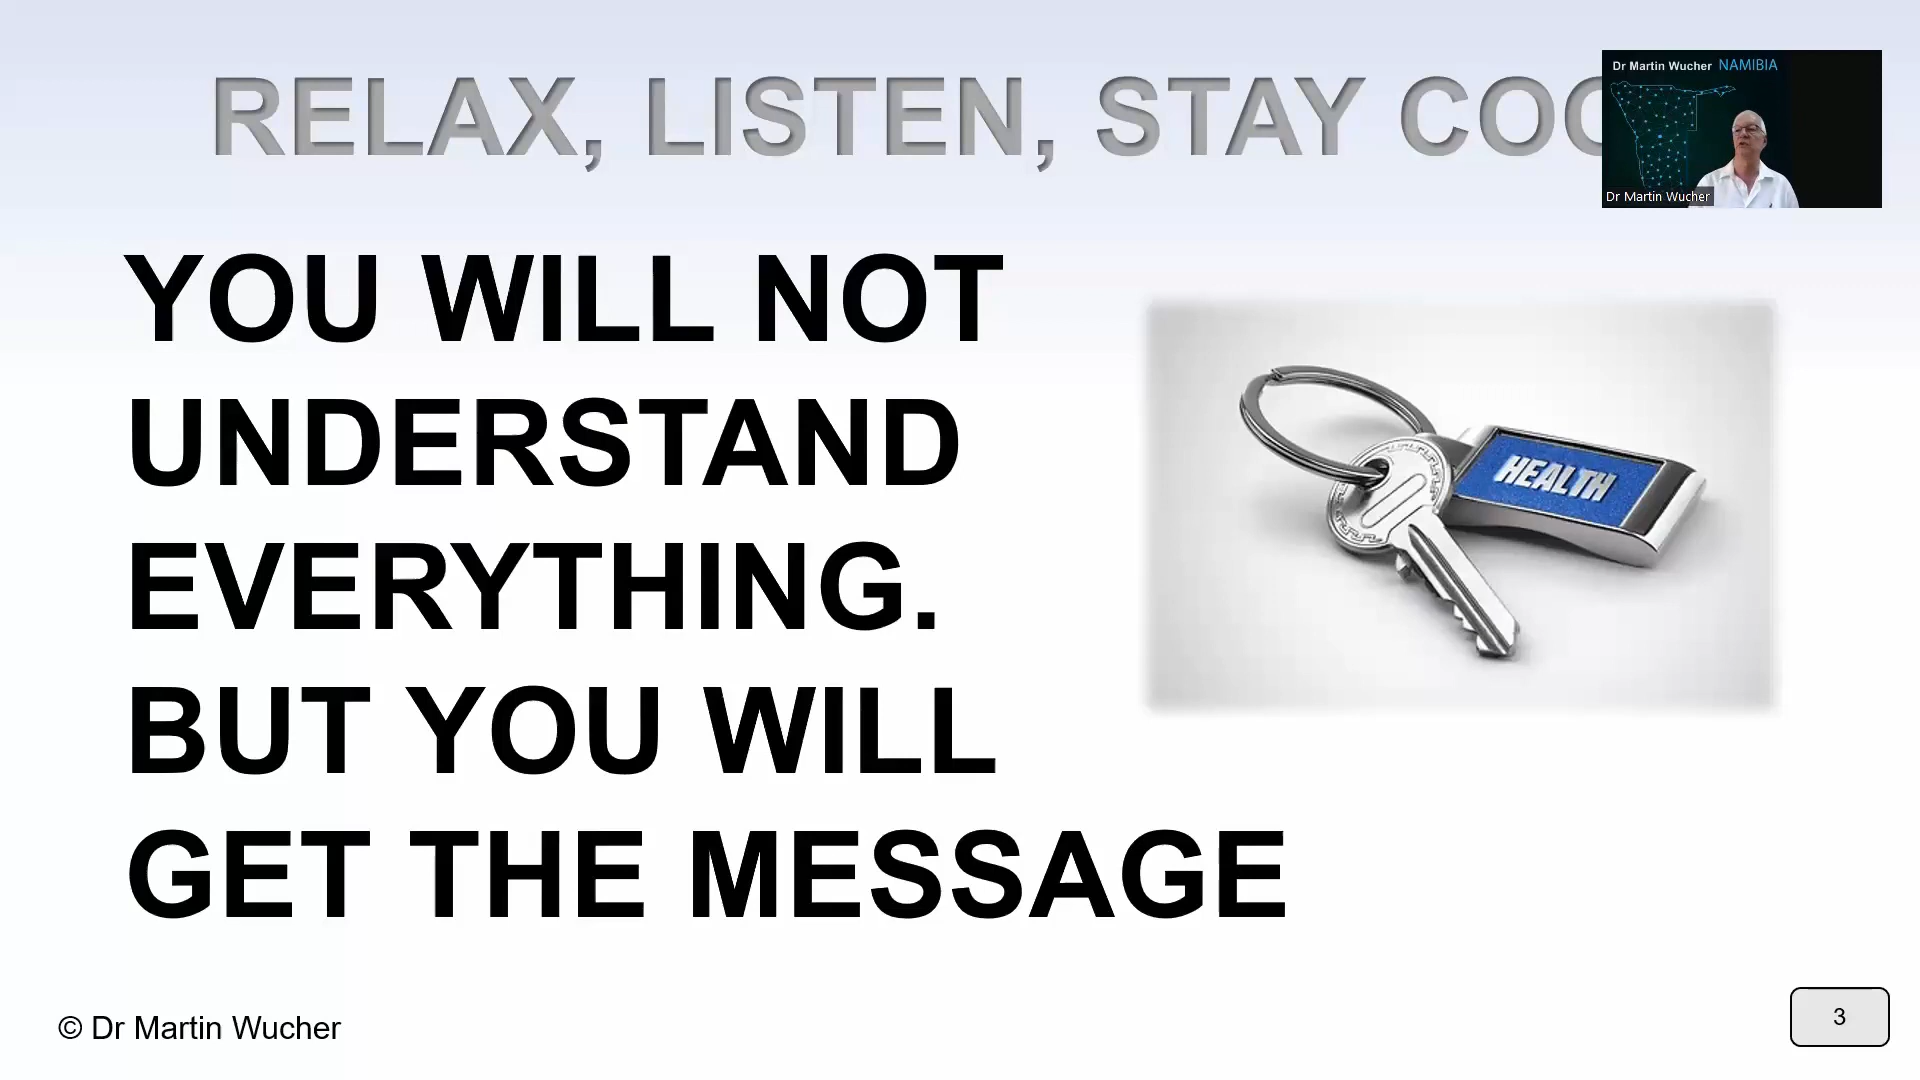 RELAX, LISTEN, STAY
Dr Martin Wucher NAMIBIA
Dr Martin Wucher
YOU WILL NOT
UNDERSTAND
EVERYTHING.
BUT YOU WILL
GET THE MESSAGE
HEALTH
© Dr Martin Wucher
3